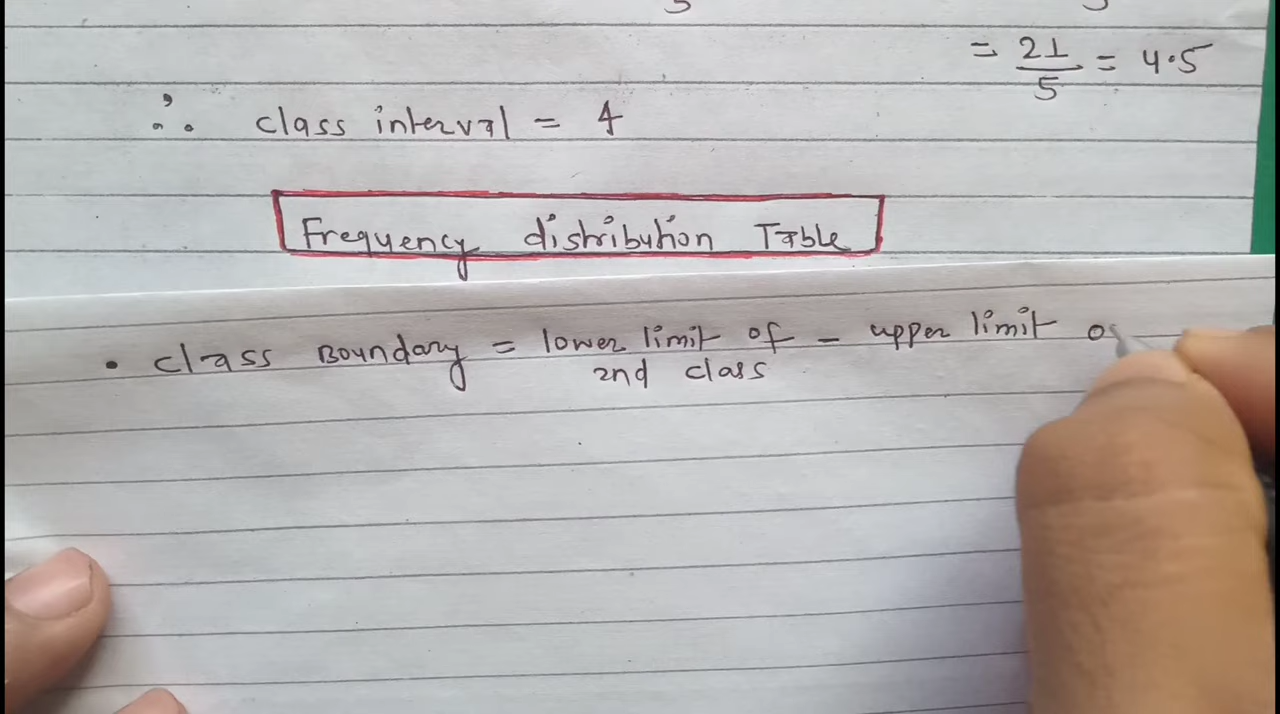 = 21/5 = 4.5
∴ class interval = 4
Frequency distribution Table
• class Boundary = lower limit of - upper limit
2nd class